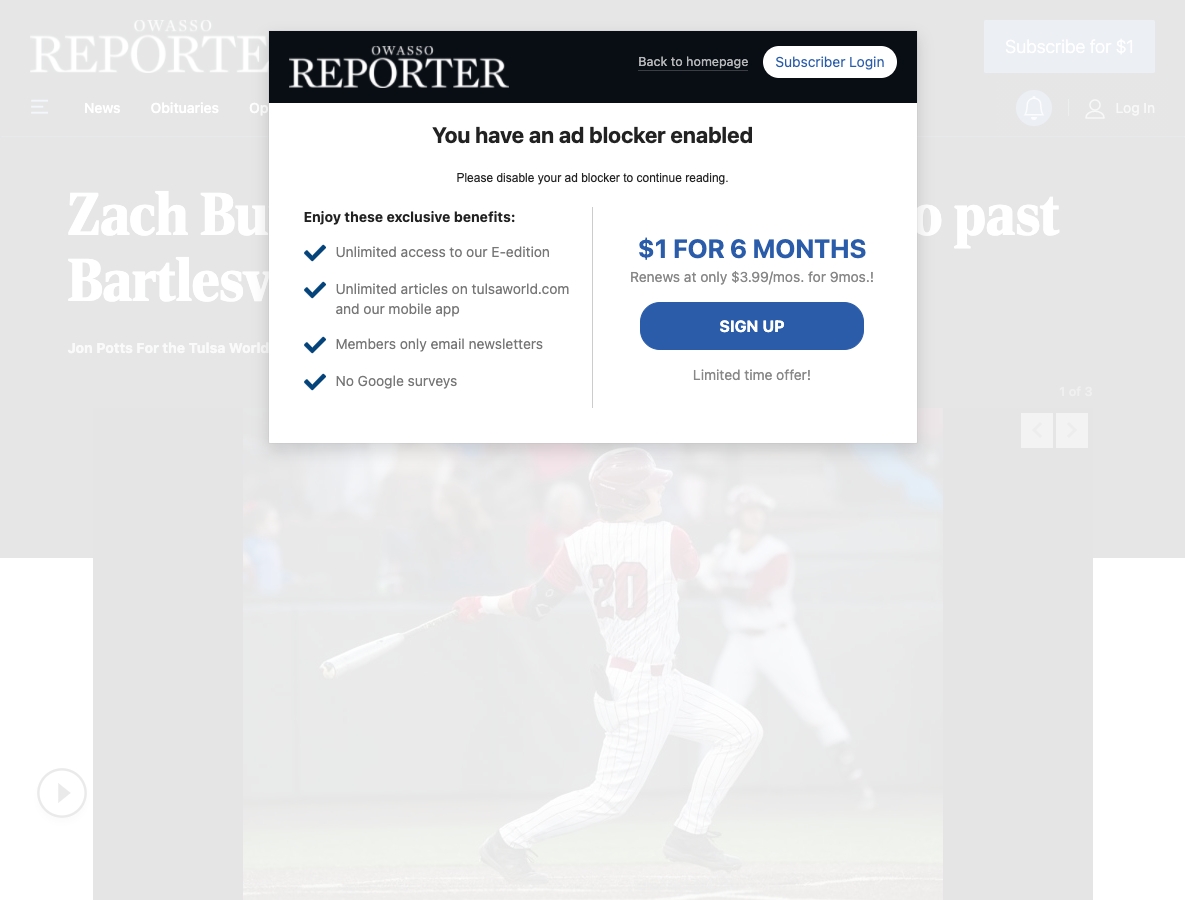 OWASSO
REPORTE
Subscribe for $1
News
Obituaries
Op
Log In
OWASSO
REPORTER
Back to homepage
Subscriber Login
You have an ad blocker enabled
Please disable your ad blocker to continue reading.
Enjoy these exclusive benefits:
Unlimited access to our E-edition
Unlimited articles on tulsaworld.com
and our mobile app
Members only email newsletters
No Google surveys
$1 FOR 6 MONTHS
Renews at only $3.99/mos. for 9mos.!
SIGN UP
Limited time offer!
Zach Bu
o past
Bartlesv
Jon Potts For the Tulsa World
1 of 3
20